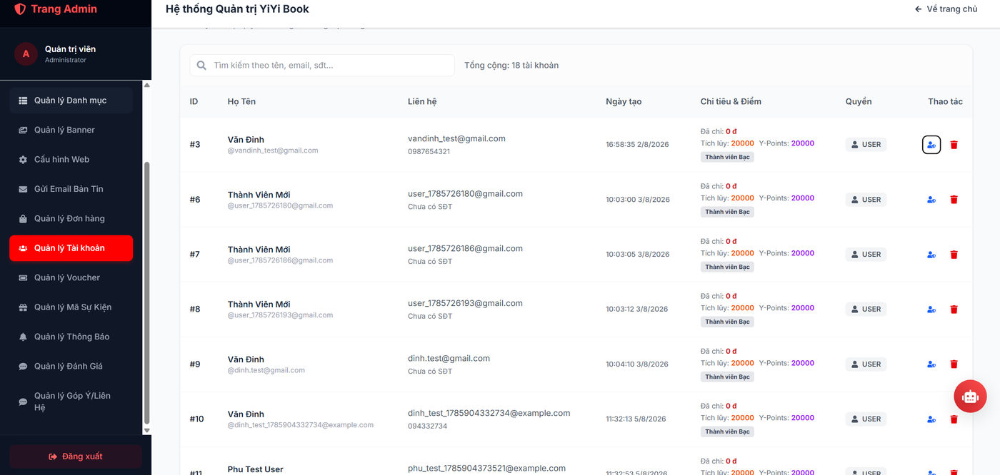 Trang Admin
Hệ thống Quản trị YiYi Book
Về trang chủ
A
Quản trị viên
Administrator
Quản lý Danh mục
Quản lý Banner
Cấu hình Web
Gửi Email Bản Tin
Quản lý Đơn hàng
Quản lý Tài khoản
Quản lý Voucher
Quản lý Mã Sự Kiện
Quản lý Thông Báo
Quản lý Đánh Giá
Quản lý Góp Ý/Liên
Hệ
Đăng xuất
Tìm kiếm theo tên, email, sđt...
Tổng cộng: 18 tài khoản
ID Họ Tên Liên hệ Ngày tạo Chi tiêu & Điểm Quyền Thao tác
#3 Văn Đỉnh vandinh_test@gmail.com 16:58:35 2/8/2026 Đã chi: 0 đ USER
@vandinh_test@gmail.com 0987654321 Tích lũy: 20000 Y-Points: 20000
Thành viên Bạc
#6 Thành Viên Mới user_1785726180@gmail.com 10:03:00 3/8/2026 Đã chi: 0 đ USER
@user_1785726180@gmail.com Chưa có SĐT Tích lũy: 20000 Y-Points: 20000
Thành viên Bạc
#7 Thành Viên Mới user_1785726186@gmail.com 10:03:05 3/8/2026 Đã chi: 0 đ USER
@user_1785726186@gmail.com Chưa có SĐT Tích lũy: 20000 Y-Points: 20000
Thành viên Bạc
#8 Thành Viên Mới user_1785726193@gmail.com 10:03:12 3/8/2026 Đã chi: 0 đ USER
@user_1785726193@gmail.com Chưa có SĐT Tích lũy: 20000 Y-Points: 20000
Thành viên Bạc
#9 Văn Đỉnh dinh.test@gmail.com 10:04:10 3/8/2026 Đã chi: 0 đ USER
@dinh.test@gmail.com Chưa có SĐT Tích lũy: 20000 Y-Points: 20000
Thành viên Bạc
#10 Văn Đỉnh dinh_test_1785904332734@example.com 11:32:13 5/8/2026 Đã chi: 0 đ USER
@dinh_test_1785904332734@example.com 094332734 Tích lũy: 20000 Y-Points: 20000
Thành viên Bạc
#11 Phu Test User phu_test_1785904373521@example.com 11:32:53 5/8/2026 Đã chi: 0 đ USER
Tích lũy: 20000 Y-Points: 20000